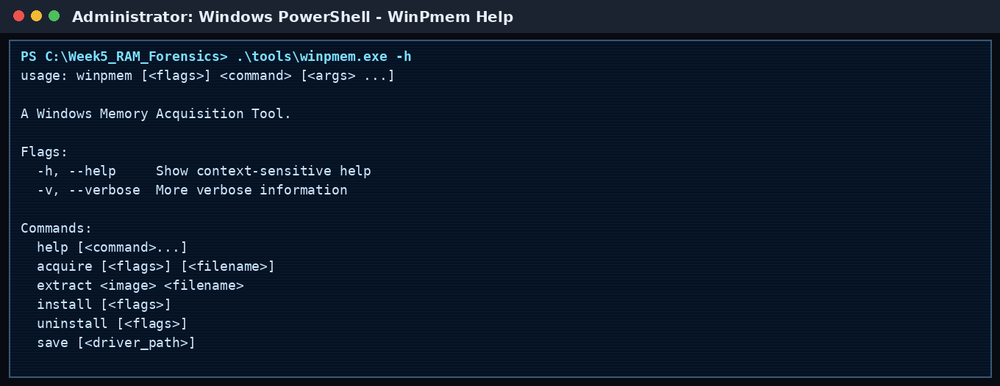 Administrator: Windows PowerShell - WinPmem Help
PS C:\Week5_RAM_Forensics> .\tools\winpmem.exe -h
usage: winpmem [<flags>] <command> [<args> ...]
A Windows Memory Acquisition Tool.
Flags:
  -h, --help     Show context-sensitive help
  -v, --verbose  More verbose information
Commands:
  help [<command>...]
  acquire [<flags>] [<filename>]
  extract <image> <filename>
  install [<flags>]
  uninstall [<flags>]
  save [<driver_path>]